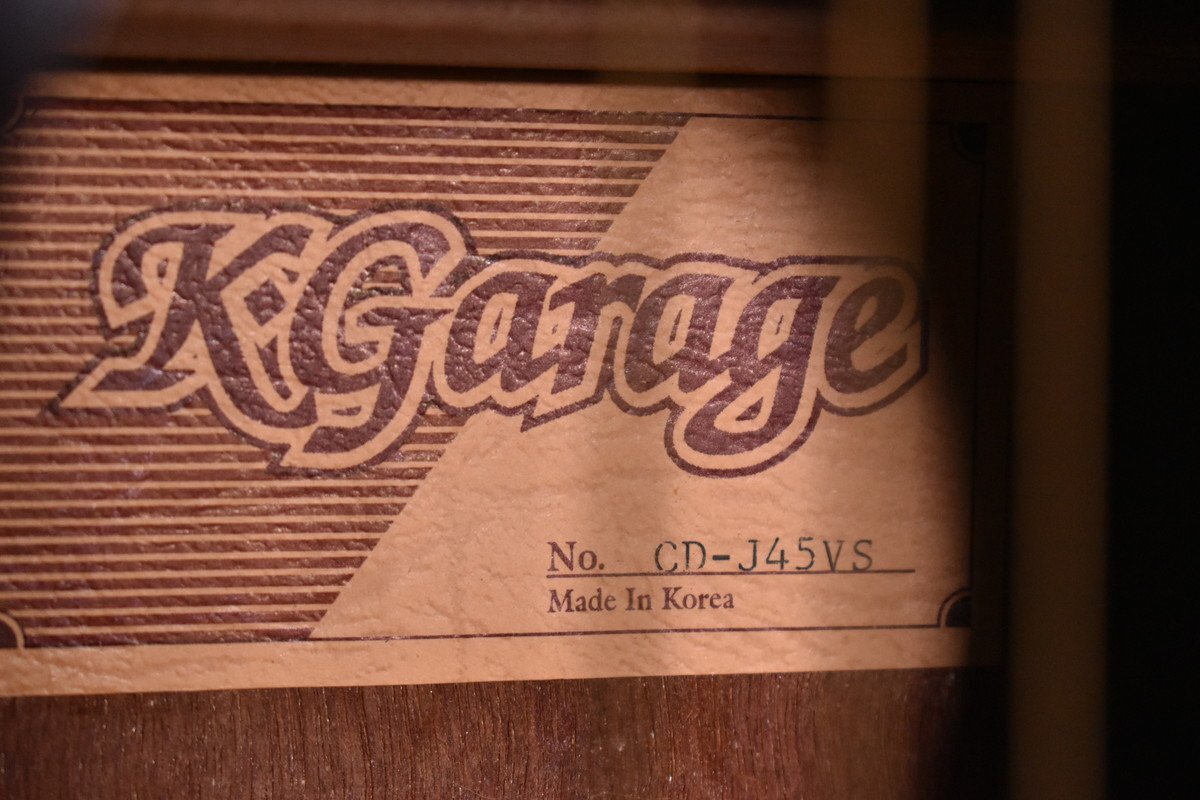 K-Garage
No. CD-J45VS
Made In Korea